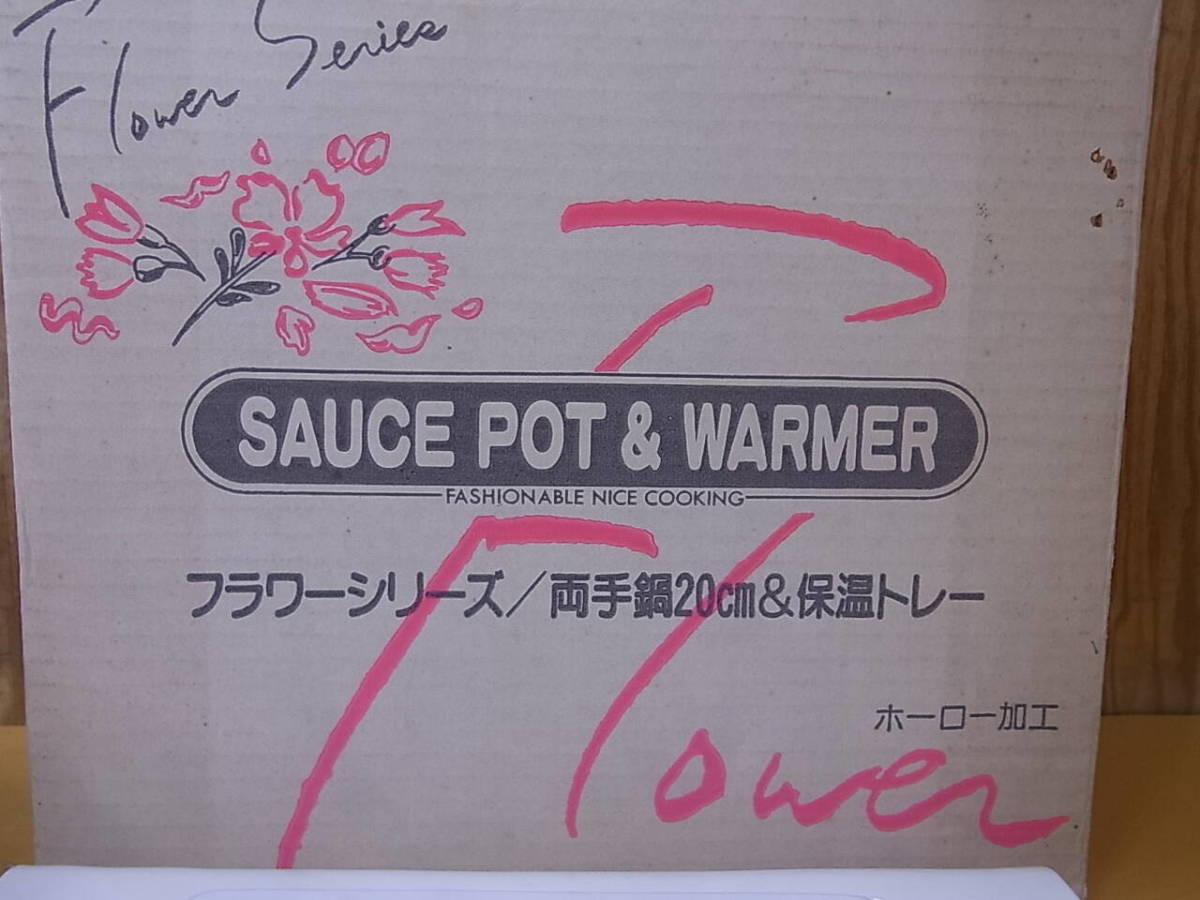 Flower Series
SAUCE POT & WARMER
FASHIONABLE NICE COOKING
フラワーシリーズ／両手鍋20cm&保温トレー
ホーロー加工
Flower